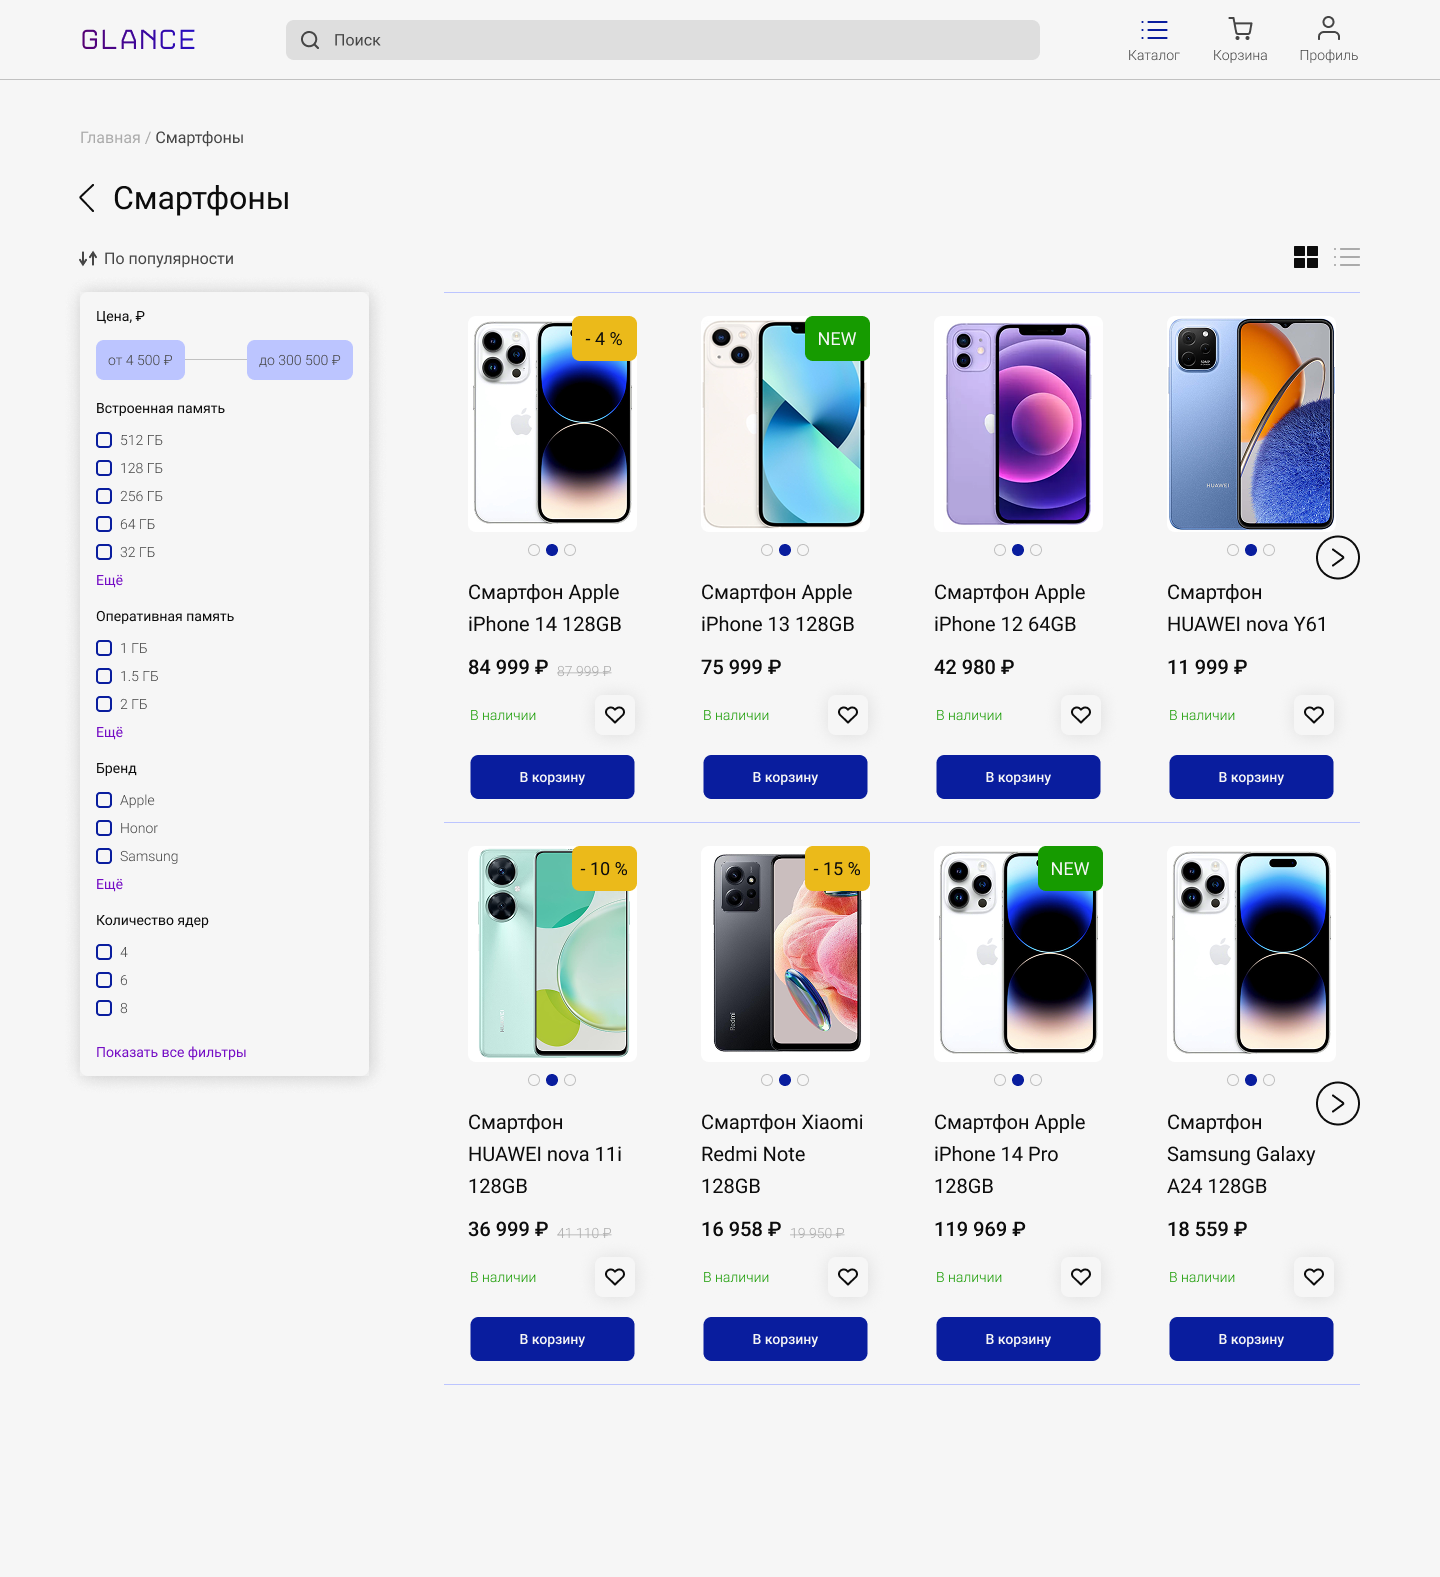 GLANCE
Поиск
Каталог
Корзина
Профиль
Главная / Смартфоны
Смартфоны
По популярности
Цена, ₽
от 4 500 ₽
до 300 500 ₽
Встроенная память
512 ГБ
128 ГБ
256 ГБ
64 ГБ
32 ГБ
Ещё
Оперативная память
1 ГБ
1.5 ГБ
2 ГБ
Ещё
Бренд
Apple
Honor
Samsung
Ещё
Количество ядер
4
6
8
Показать все фильтры
- 4 %
Смартфон Apple
iPhone 14 128GB
84 999 ₽ 87 999 ₽
В наличии
В корзину
NEW
Смартфон Apple
iPhone 13 128GB
75 999 ₽
В наличии
В корзину
Смартфон Apple
iPhone 12 64GB
42 980 ₽
В наличии
В корзину
HUAWEI
Смартфон
HUAWEI nova Y61
11 999 ₽
В наличии
В корзину
- 10 %
Смартфон
HUAWEI nova 11i
128GB
36 999 ₽ 41 110 ₽
В наличии
В корзину
- 15 %
Redmi
Смартфон Xiaomi
Redmi Note
128GB
16 958 ₽ 19 950 ₽
В наличии
В корзину
NEW
Смартфон Apple
iPhone 14 Pro
128GB
119 969 ₽
В наличии
В корзину
Смартфон
Samsung Galaxy
A24 128GB
18 559 ₽
В наличии
В корзину